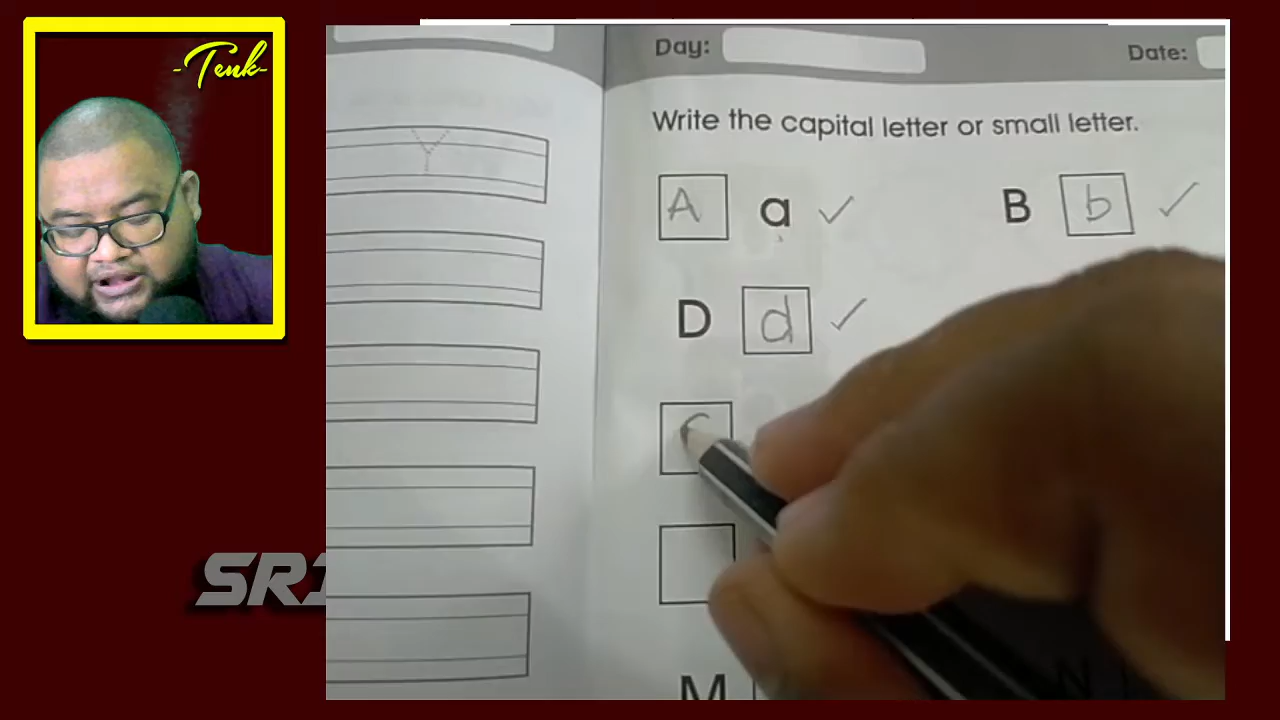 -Tenk-
Day:
Date:
Write the capital letter or small letter.
Y
A a B b
D d
M N